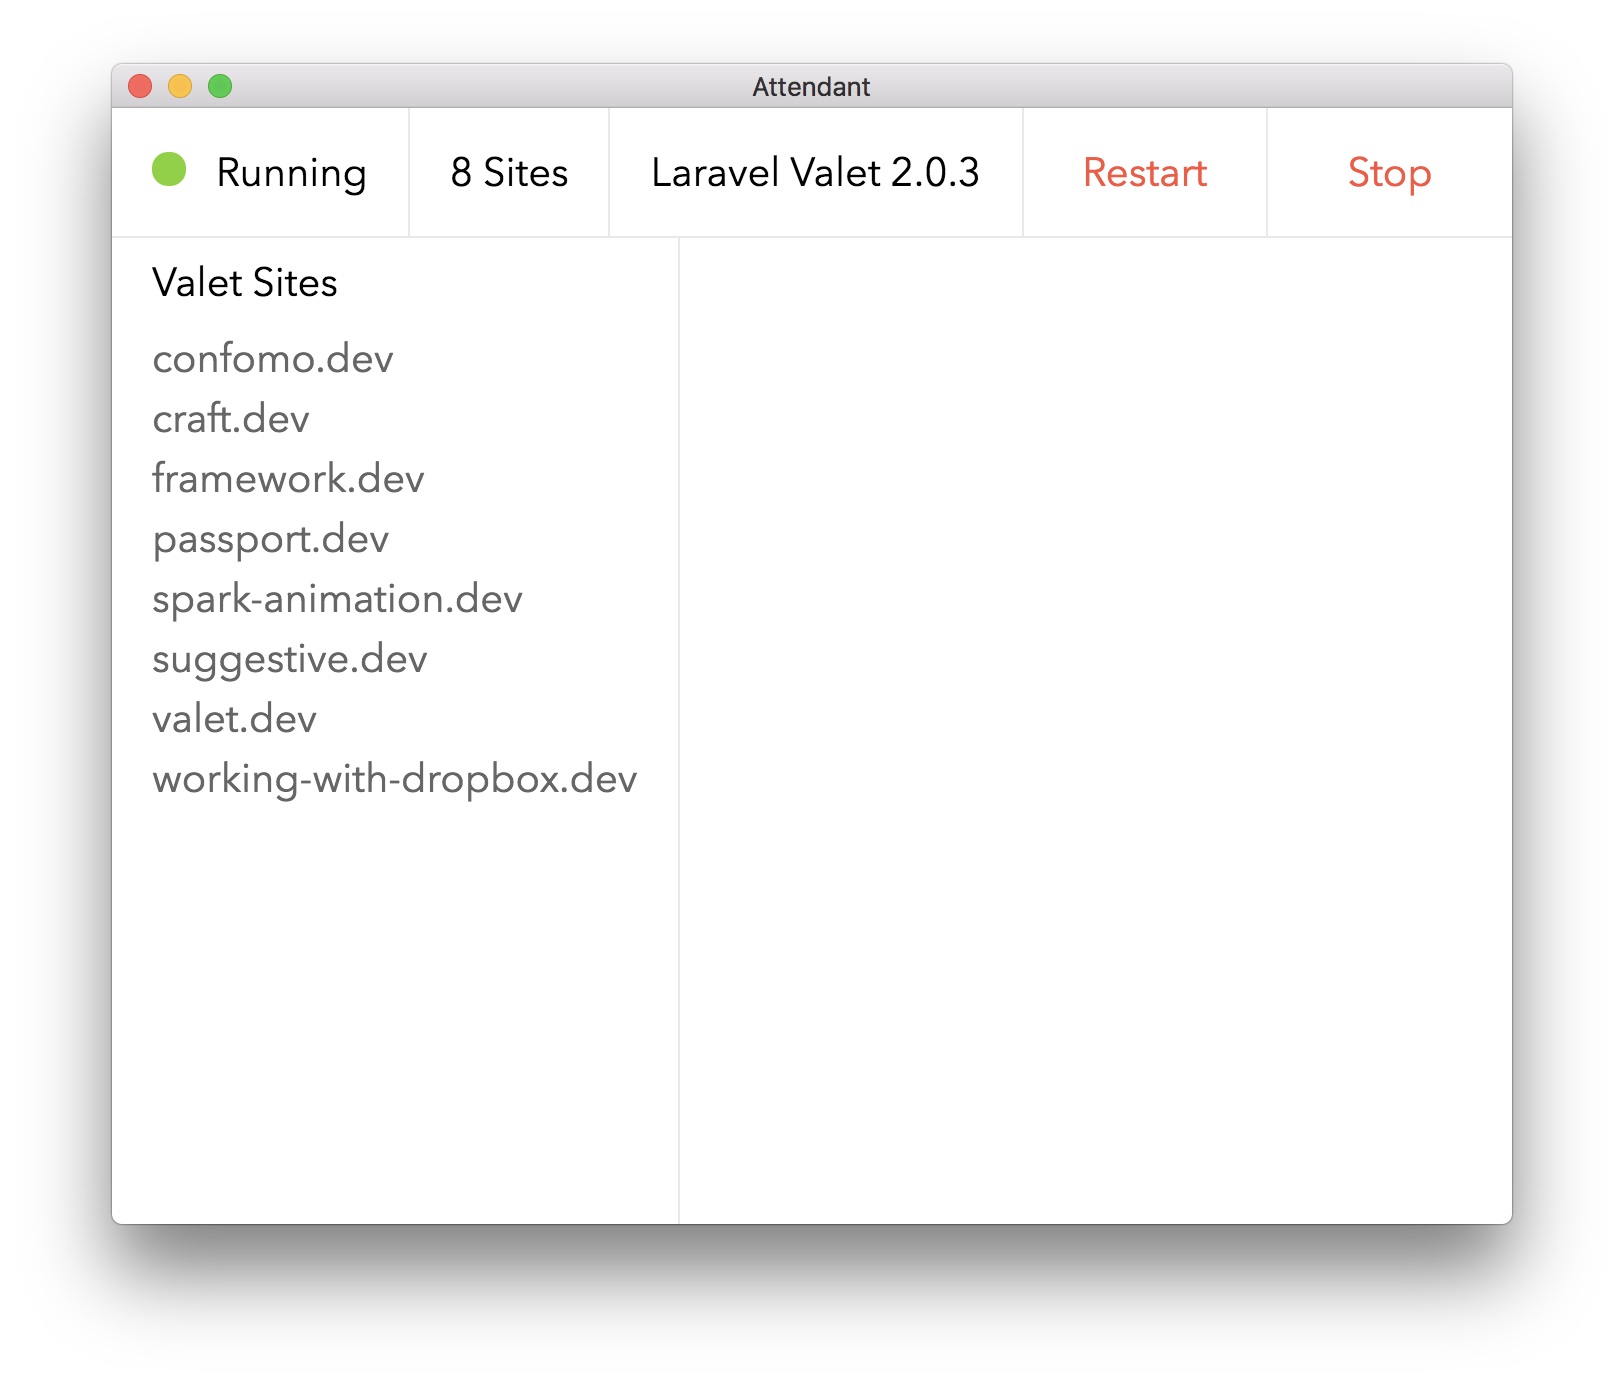 Attendant
Running
8 Sites
Laravel Valet 2.0.3
Restart
Stop
Valet Sites
confomo.dev
craft.dev
framework.dev
passport.dev
spark-animation.dev
suggestive.dev
valet.dev
working-with-dropbox.dev